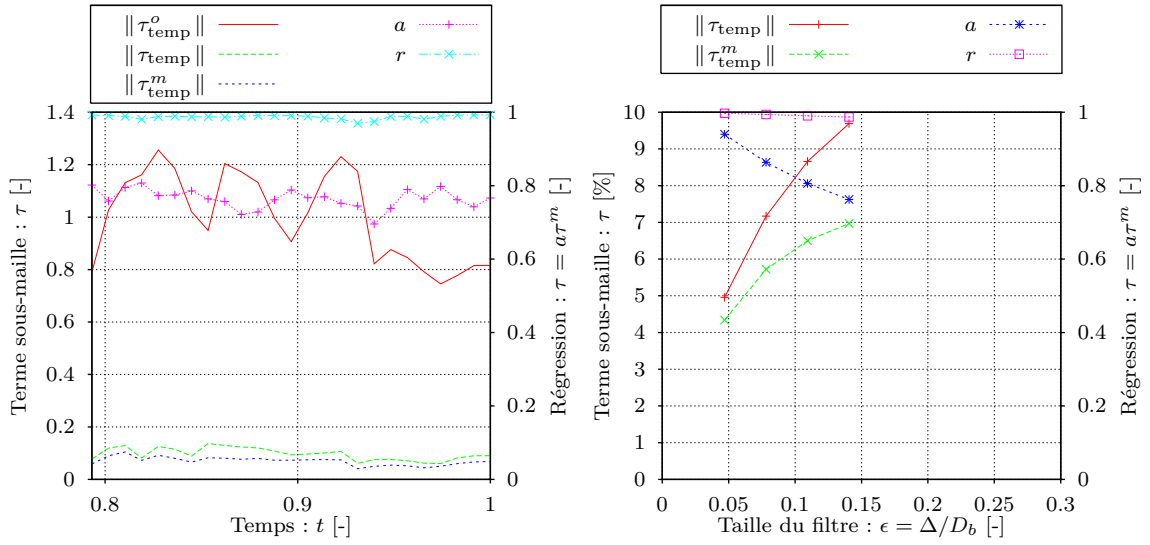 ∥τ^o_temp∥
∥τ_temp∥
∥τ^m_temp∥
a
r
1.4
1.2
1
0.8
0.6
0.4
0.2
0
Terme sous-maille : τ [-]
1
0.8
0.6
0.4
0.2
0
Régression : τ = aτ^m [-]
0.8
0.9
1
Temps : t [-]
∥τ_temp∥
∥τ^m_temp∥
a
r
10
9
8
7
6
5
4
3
2
1
0
Terme sous-maille : τ [%]
1
0.8
0.6
0.4
0.2
0
Régression : τ = aτ^m [-]
0
0.05
0.1
0.15
0.2
0.25
0.3
Taille du filtre : ϵ = Δ/D_b [-]